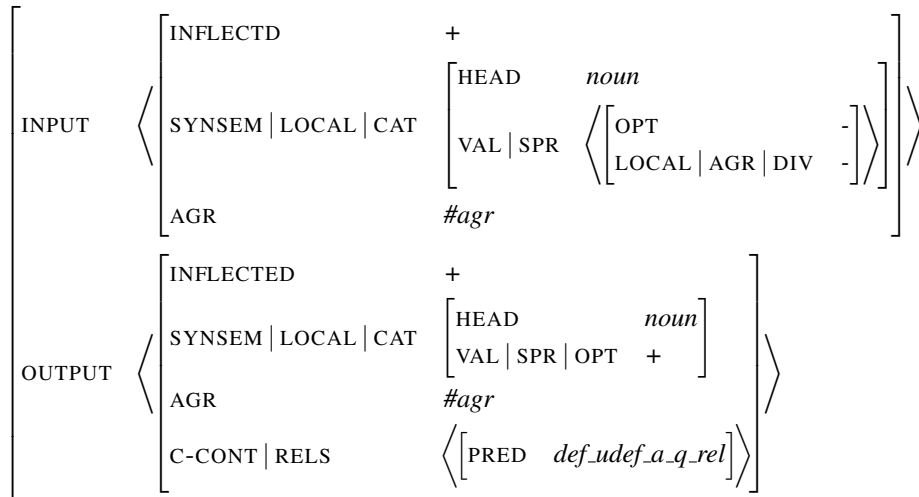 INFLECTD +
HEAD noun
INPUT SYNSEM | LOCAL | CAT VAL | SPR OPT -
LOCAL | AGR | DIV -
AGR #agr
INFLECTED +
SYNSEM | LOCAL | CAT HEAD noun
VAL | SPR | OPT +
OUTPUT
AGR #agr
C-CONT | RELS ⟨[PRED def_udef_a_q_rel]⟩